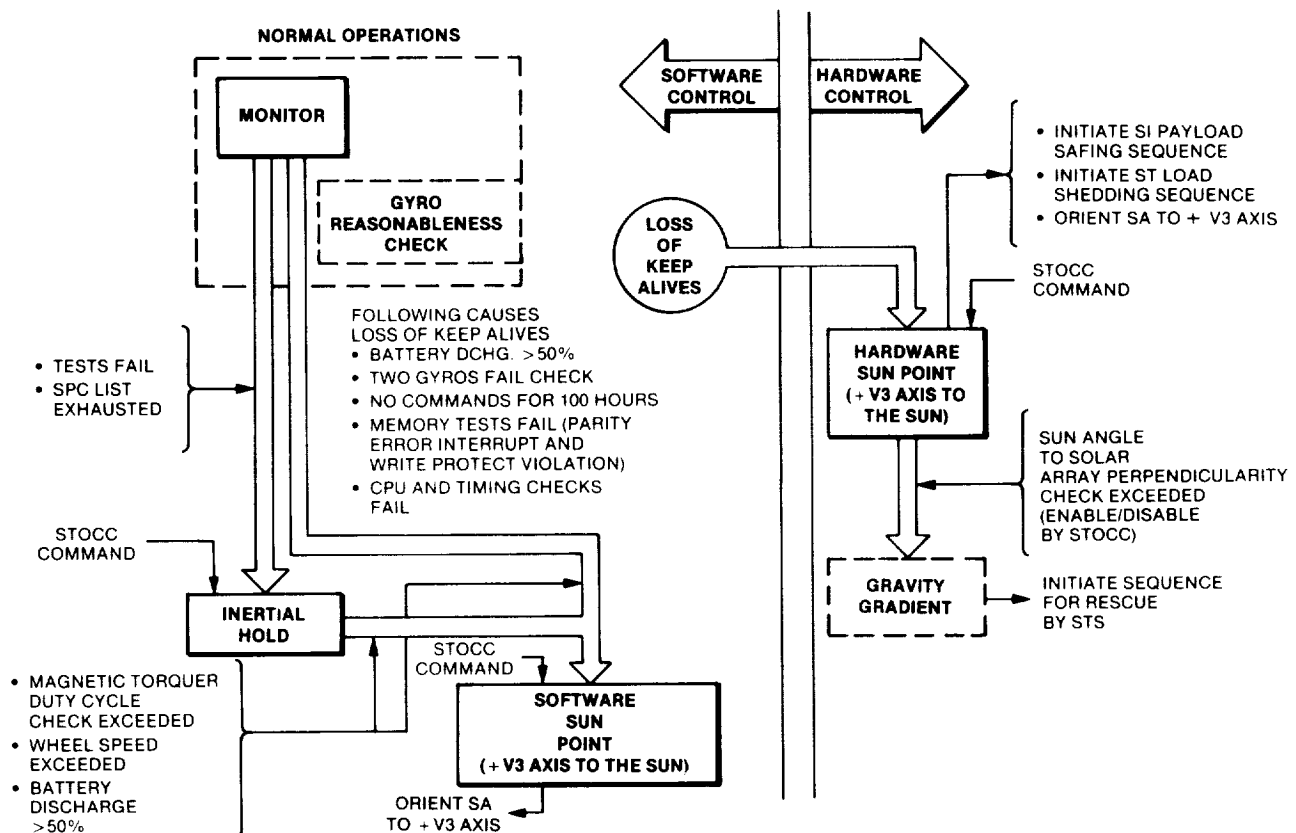 NORMAL OPERATIONS
MONITOR
GYRO
REASONABLENESS
CHECK
• TESTS FAIL
• SPC LIST
EXHAUSTED
FOLLOWING CAUSES
LOSS OF KEEP ALIVES
• BATTERY DCHG. >50%
• TWO GYROS FAIL CHECK
• NO COMMANDS FOR 100 HOURS
• MEMORY TESTS FAIL (PARITY
ERROR INTERRUPT AND
WRITE PROTECT VIOLATION)
• CPU AND TIMING CHECKS
FAIL
STOCC
COMMAND
INERTIAL
HOLD
• MAGNETIC TORQUER
DUTY CYCLE
CHECK EXCEEDED
• WHEEL SPEED
EXCEEDED
• BATTERY
DISCHARGE
>50%
STOCC
COMMAND
SOFTWARE
SUN
POINT
(+ V3 AXIS TO THE SUN)
ORIENT SA
TO + V3 AXIS
SOFTWARE
CONTROL
HARDWARE
CONTROL
LOSS
OF
KEEP
ALIVES
• INITIATE SI PAYLOAD
SAFING SEQUENCE
• INITIATE ST LOAD
SHEDDING SEQUENCE
• ORIENT SA TO + V3 AXIS
STOCC
COMMAND
HARDWARE
SUN POINT
(+ V3 AXIS TO
THE SUN)
SUN ANGLE
TO SOLAR
ARRAY PERPENDICULARITY
CHECK EXCEEDED
(ENABLE/DISABLE
BY STOCC)
GRAVITY
GRADIENT
INITIATE SEQUENCE
FOR RESCUE
BY STS